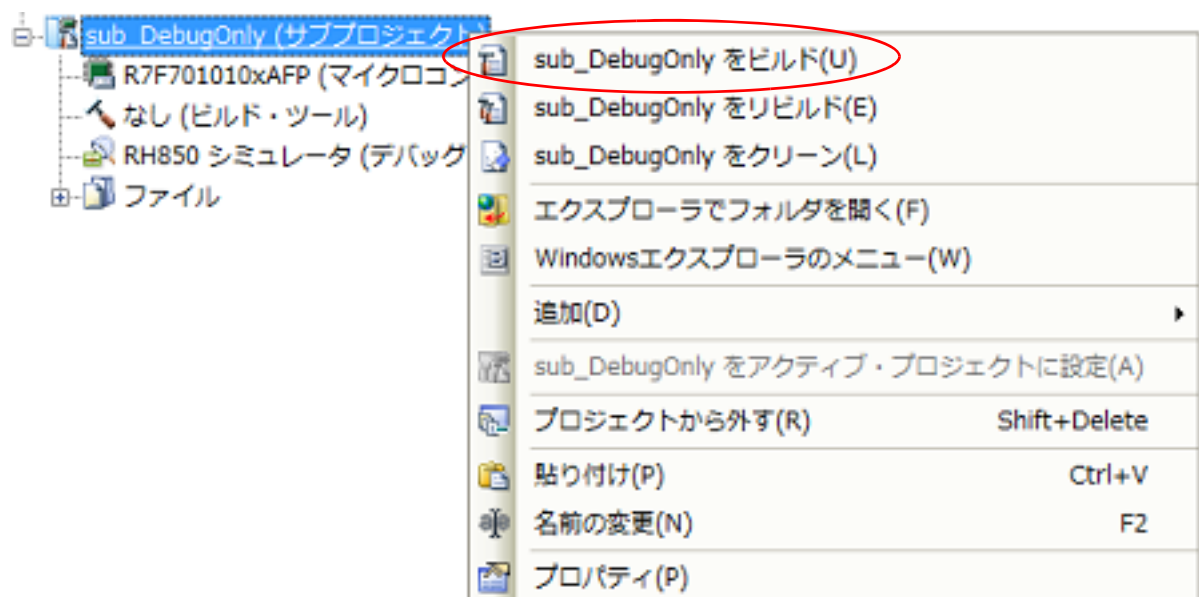 sub_DebugOnly (サブプロジェクト)
R7F701010xAFP (マイクロコン
なし (ビルド・ツール)
RH850 シミュレータ (デバッグ
ファイル
sub_DebugOnly をビルド(U)
sub_DebugOnly をリビルド(E)
sub_DebugOnly をクリーン(L)
エクスプローラでフォルダを開く(F)
Windowsエクスプローラのメニュー(W)
追加(D)
sub_DebugOnly をアクティブ・プロジェクトに設定(A)
プロジェクトから外す(R) Shift+Delete
貼り付け(P) Ctrl+V
名前の変更(N) F2
プロパティ(P)